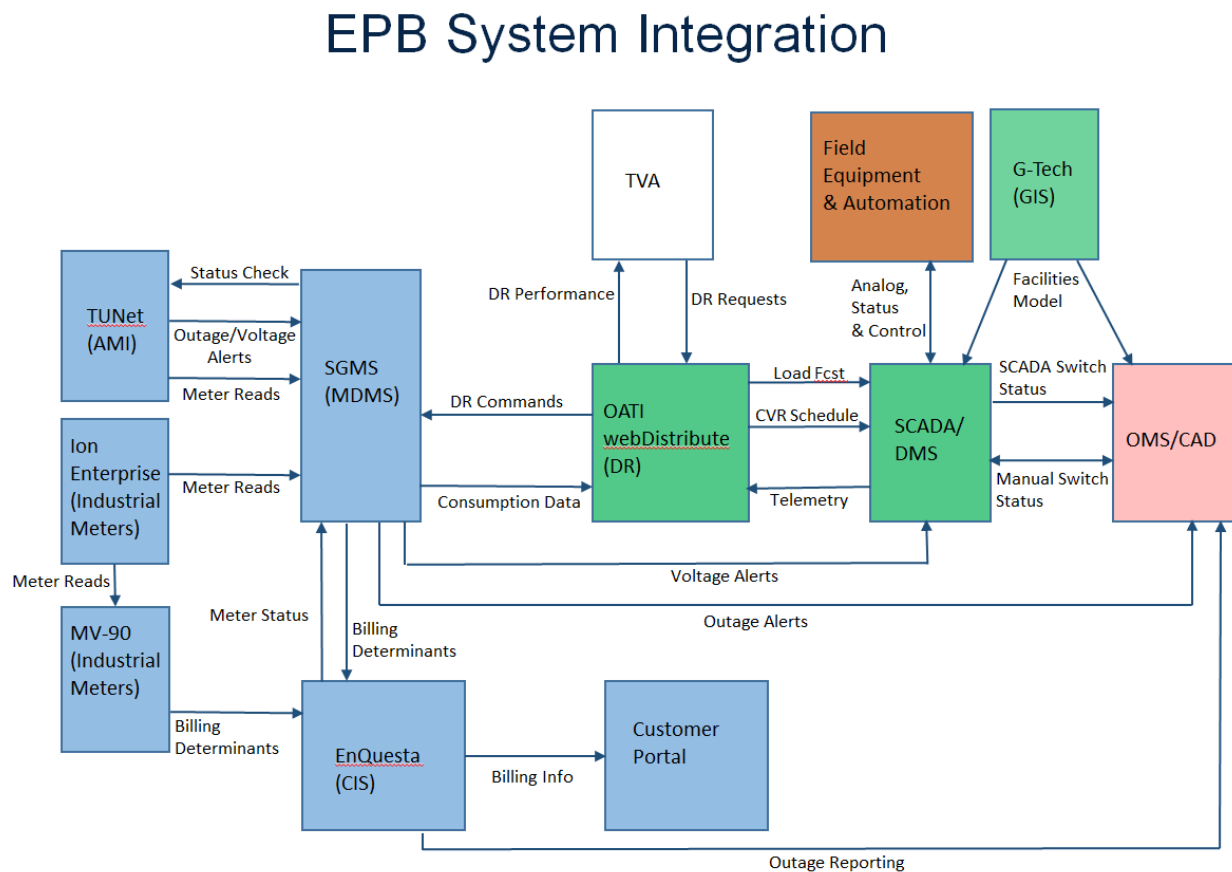 EPB System Integration
TVA
Field
Equipment
& Automation
G-Tech
(GIS)
Status Check
TUNet
(AMI)
Outage/Voltage
Alerts
Meter Reads
SGMS
(MDMS)
DR Performance
DR Requests
Analog,
Status
& Control
Facilities
Model
DR Commands
OATI
webDistribute
(DR)
Load Fcst
CVR Schedule
Telemetry
SCADA/
DMS
SCADA Switch
Status
Manual Switch
Status
OMS/CAD
Ion
Enterprise
(Industrial
Meters)
Meter Reads
Consumption Data
Voltage Alerts
Outage Alerts
Meter Reads
MV-90
(Industrial
Meters)
Meter Status
Billing
Determinants
Billing
Determinants
EnQuesta
(CIS)
Billing Info
Customer
Portal
Outage Reporting